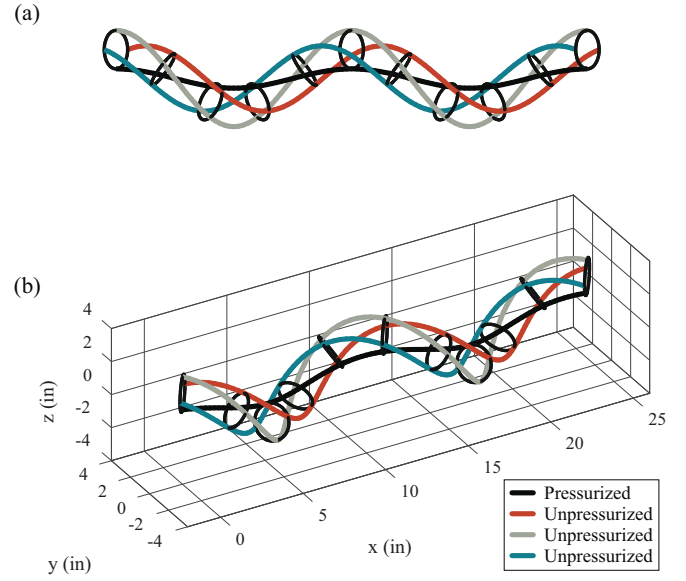 (a)
(b)
4
2
0
-2
-4
z (in)
4
2
0
-2
-4
y (in)
0
5
10
15
20
25
x (in)
Pressurized
Unpressurized
Unpressurized
Unpressurized